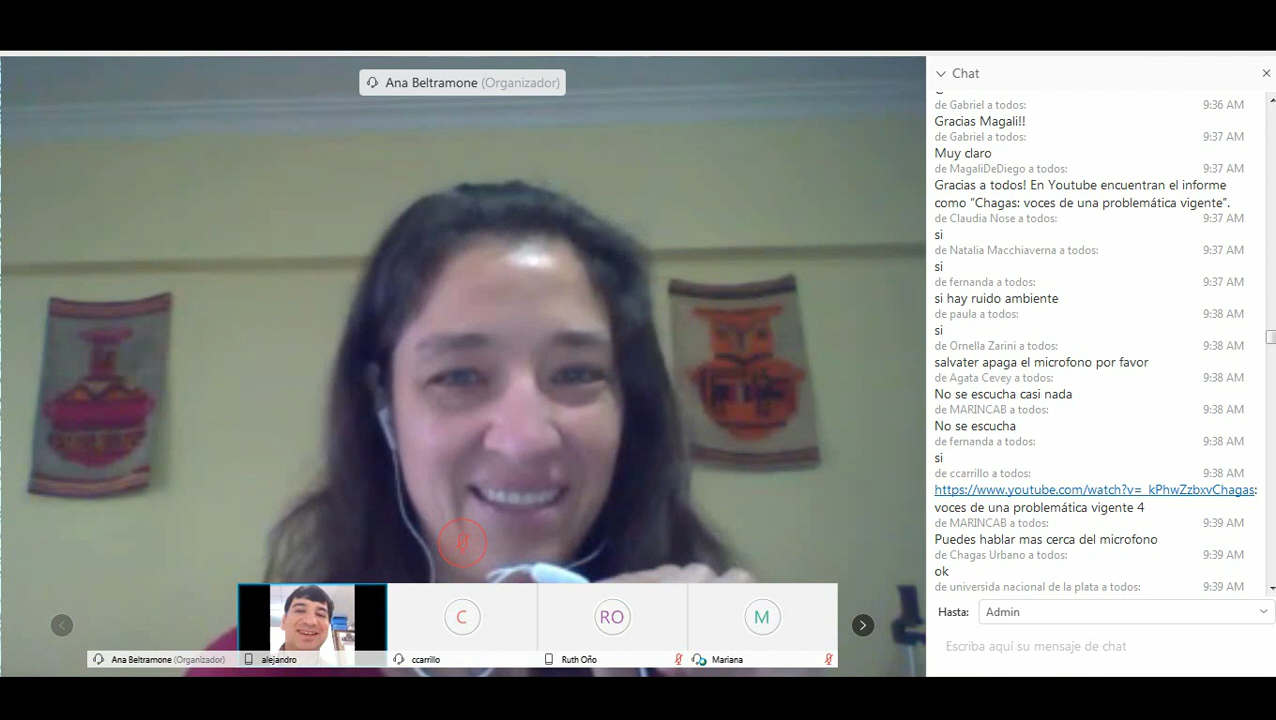 Ana Beltramone (Organizador)
Chat
de Gabriel a todos: 9:36 AM
Gracias Magali!!
de Gabriel a todos: 9:37 AM
Muy claro
de MagaliDeDiego a todos: 9:37 AM
Gracias a todos! En Youtube encuentran el informe
como "Chagas: voces de una problemática vigente".
de Claudia Nose a todos: 9:37 AM
si
de Natalia Macchiaverna a todos: 9:37 AM
si
de fernanda a todos: 9:37 AM
si hay ruido ambiente
de paula a todos: 9:38 AM
si
de Ornella Zarini a todos: 9:38 AM
salvater apaga el microfono por favor
de Agata Cevey a todos: 9:38 AM
No se escucha casi nada
de MARINCAB a todos: 9:38 AM
No se escucha
de fernanda a todos: 9:38 AM
si
de ccarrillo a todos: 9:38 AM
https://www.youtube.com/watch?v=_kPhwZzbxvChagas:
voces de una problemática vigente 4
de MARINCAB a todos: 9:39 AM
Puedes hablar mas cerca del microfono
de Chagas Urbano a todos: 9:39 AM
ok
de universida nacional de la plata a todos: 9:39 AM
Hasta: Admin
Escribe aquí su mensaje de chat
C
RO
M
Ana Beltramone (Organizador)
alejandro
ccarrillo
Ruth Oño
Mariana